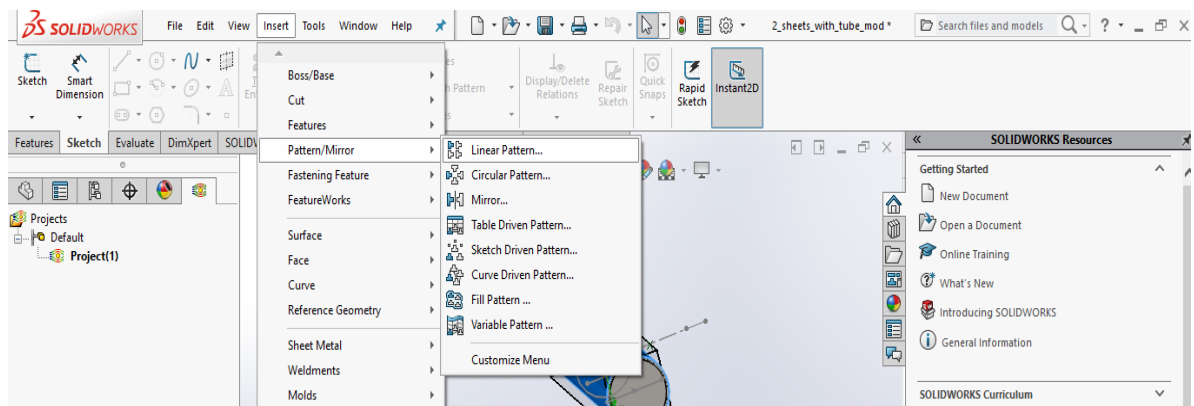 SOLIDWORKS File Edit View Insert Tools Window Help 2_sheets_with_tube_mod * Search files and models ?
Sketch
Smart
Dimension
Pattern
Display/Delete
Relations
Repair
Sketch
Quick
Snaps
Rapid
Sketch
Instant2D
Features Sketch Evaluate DimXpert SOLIDW
Projects
Default
Project(1)
Boss/Base
Cut
Features
Pattern/Mirror
Fastening Feature
FeatureWorks
Surface
Face
Curve
Reference Geometry
Sheet Metal
Weldments
Molds
Linear Pattern...
Circular Pattern...
Mirror...
Table Driven Pattern...
Sketch Driven Pattern...
Curve Driven Pattern...
Fill Pattern ...
Variable Pattern ...
Customize Menu
SOLIDWORKS Resources
Getting Started
New Document
Open a Document
Online Training
What's New
Introducing SOLIDWORKS
General Information
SOLIDWORKS Curriculum